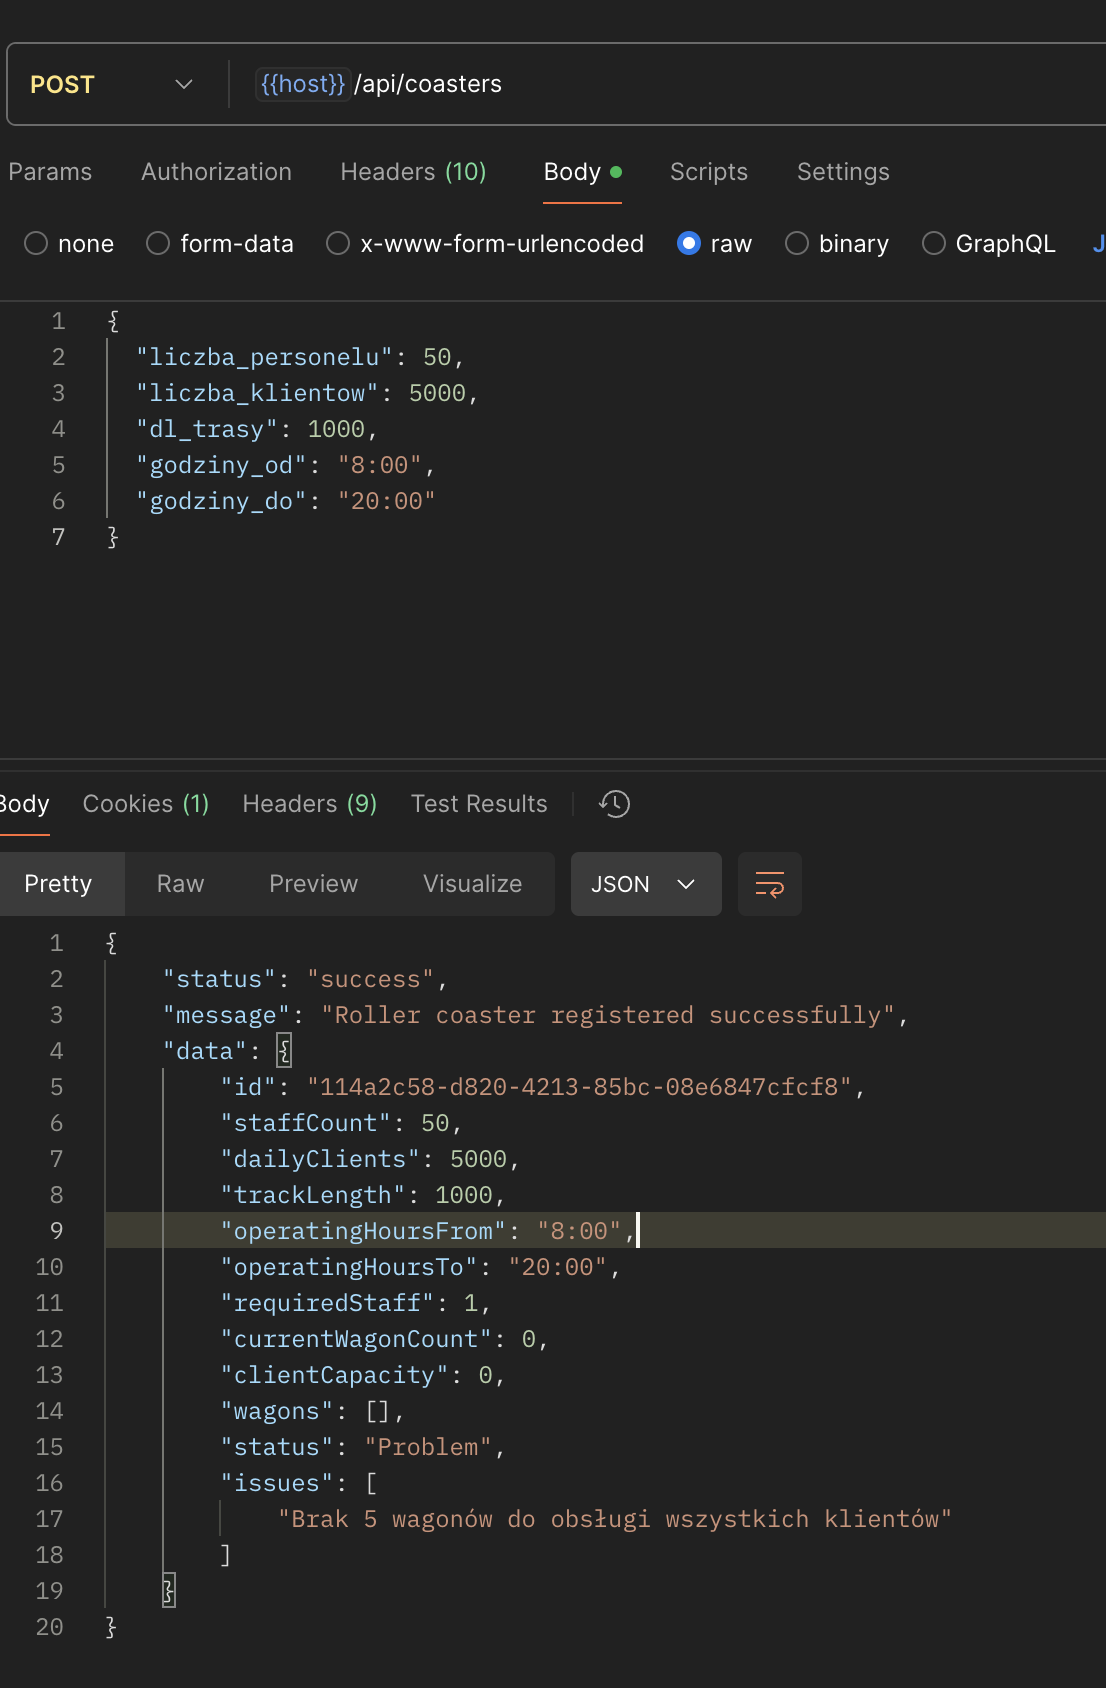 POST {{host}}/api/coasters
Params Authorization Headers (10) Body Scripts Settings
none form-data x-www-form-urlencoded raw binary GraphQL
1 {
2 "liczba_personelu": 50,
3 "liczba_klientow": 5000,
4 "dl_trasy": 1000,
5 "godziny_od": "8:00",
6 "godziny_do": "20:00"
7 }
Body Cookies (1) Headers (9) Test Results
Pretty Raw Preview Visualize JSON
1 {
2 "status": "success",
3 "message": "Roller coaster registered successfully",
4 "data": {
5 "id": "114a2c58-d820-4213-85bc-08e6847cfcf8",
6 "staffCount": 50,
7 "dailyClients": 5000,
8 "trackLength": 1000,
9 "operatingHoursFrom": "8:00",
10 "operatingHoursTo": "20:00",
11 "requiredStaff": 1,
12 "currentWagonCount": 0,
13 "clientCapacity": 0,
14 "wagons": [],
15 "status": "Problem",
16 "issues": [
17 "Brak 5 wagonów do obsługi wszystkich klientów"
18 ]
19 }
20 }